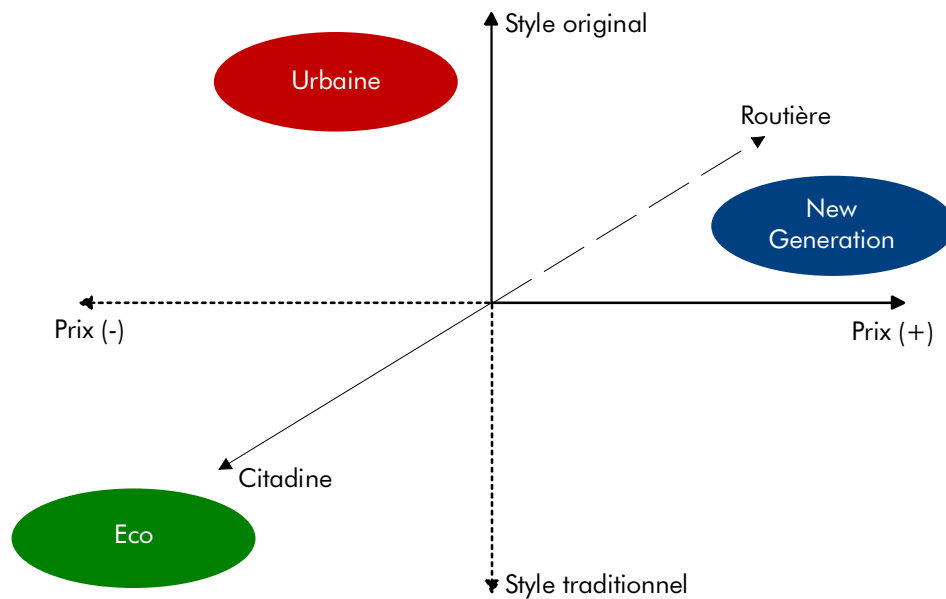 Style original
Urbaine
Routière
New
Generation
Prix (-)
Prix (+)
Citadine
Eco
Style traditionnel